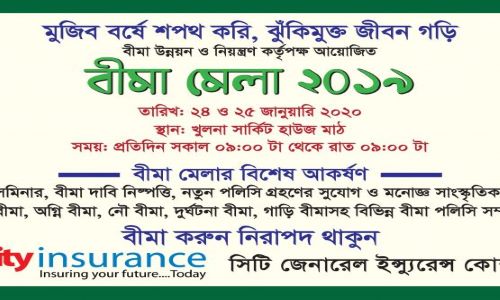 মুজিব বর্ষে শপথ করি, ঝুঁকিমুক্ত জীবন গড়ি
বীমা উন্নয়ন ও নিয়ন্ত্রণ কর্তৃপক্ষ আয়োজিত
বীমা মেলা ২০১৯
তারিখ: ২৪ ও ২৫ জানুয়ারি ২০২০
স্থান: খুলনা সার্কিট হাউজ মাঠ
সময়: প্রতিদিন সকাল ০৯:০০ টা থেকে রাত ০৯:০০ টা
বীমা মেলার বিশেষ আকর্ষণ
সেমিনার, বীমা দাবি নিষ্পত্তি, নতুন পলিসি গ্রহণের সুযোগ ও মনোজ্ঞ সাংস্কৃতিক
বীমা, অগ্নি বীমা, নৌ বীমা, দুর্ঘটনা বীমা, গাড়ি বীমাসহ বিভিন্ন বীমা পলিসি
বীমা করুন নিরাপদ থাকুন
ity insurance সিটি জেনারেল ইন্স্যুরেন্স
Insuring your future....Today